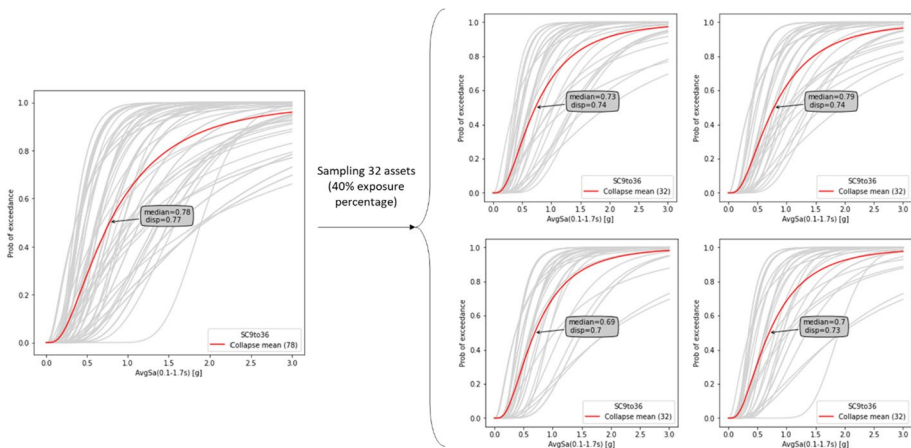 1.0
0.8
0.6
0.4
0.2
0.0
Prob of exceedance
median=0.78
disp=0.77
SC9to36
Collapse mean (78)
0.0 0.5 1.0 1.5 2.0 2.5 3.0
AvgSa(0.1-1.7s) [g]
Sampling 32 assets
(40% exposure
percentage)
1.0
0.8
0.6
0.4
0.2
0.0
Prob of exceedance
median=0.73
disp=0.74
SC9to36
Collapse mean (32)
0.0 0.5 1.0 1.5 2.0 2.5 3.0
AvgSa(0.1-1.7s) [g]
1.0
0.8
0.6
0.4
0.2
0.0
Prob of exceedance
median=0.79
disp=0.74
SC9to36
Collapse mean (32)
0.0 0.5 1.0 1.5 2.0 2.5 3.0
AvgSa(0.1-1.7s) [g]
1.0
0.8
0.6
0.4
0.2
0.0
Prob of exceedance
median=0.69
disp=0.7
SC9to36
Collapse mean (32)
0.0 0.5 1.0 1.5 2.0 2.5 3.0
AvgSa(0.1-1.7s) [g]
1.0
0.8
0.6
0.4
0.2
0.0
Prob of exceedance
median=0.7
disp=0.73
SC9to36
Collapse mean (32)
0.0 0.5 1.0 1.5 2.0 2.5 3.0
AvgSa(0.1-1.7s) [g]